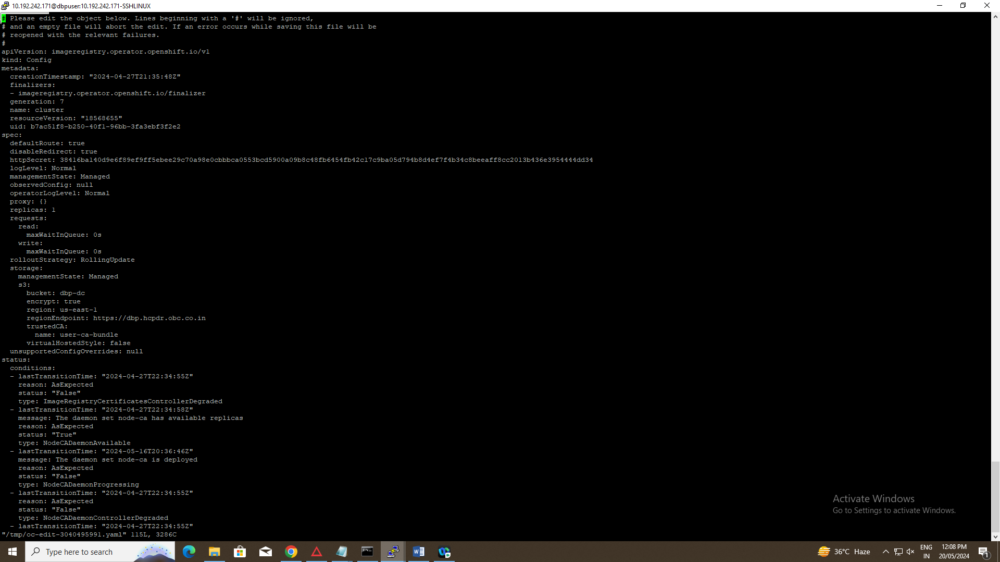 10.192.242.171@dbpuser:10.192.242.171-SSHLINUX
# Please edit the object below. Lines beginning with a '#' will be ignored,
# and an empty file will abort the edit. If an error occurs while saving this file will be
# reopened with the relevant failures.
#
apiVersion: imageregistry.operator.openshift.io/v1
kind: Config
metadata:
  creationTimestamp: "2024-04-27T21:35:48Z"
  finalizers:
  - imageregistry.operator.openshift.io/finalizer
  generation: 7
  name: cluster
  resourceVersion: "18568655"
  uid: b7ac51f8-b250-40f1-96bb-3fa3ebf3f2e2
spec:
  defaultRoute: true
  disableRedirect: true
  httpSecret: 38416ba140d9e6f89ef9ff5ebee29c70a98e0cbbbca0553bcd5900a09b8c48fb6454fb42c17c9ba05d794b8d4ef7f4b34c8beeaff8cc2013b436e3954444dd34
  logLevel: Normal
  managementState: Managed
  observedConfig: null
  operatorLogLevel: Normal
  proxy: {}
  replicas: 1
  requests:
    read:
      maxWaitInQueue: 0s
    write:
      maxWaitInQueue: 0s
  rolloutStrategy: RollingUpdate
  storage:
    managementState: Managed
    s3:
      bucket: dbp-dc
      encrypt: true
      region: us-east-1
      regionEndpoint: https://dbp.hcpdr.obc.co.in
      trustedCA:
        name: user-ca-bundle
      virtualHostedStyle: false
  unsupportedConfigOverrides: null
status:
  conditions:
  - lastTransitionTime: "2024-04-27T22:34:55Z"
    reason: AsExpected
    status: "False"
    type: ImageRegistryCertificatesControllerDegraded
  - lastTransitionTime: "2024-04-27T22:34:58Z"
    message: The daemon set node-ca has available replicas
    reason: AsExpected
    status: "True"
    type: NodeCADaemonAvailable
  - lastTransitionTime: "2024-05-16T20:36:46Z"
    message: The daemon set node-ca is deployed
    reason: AsExpected
    status: "False"
    type: NodeCADaemonProgressing
  - lastTransitionTime: "2024-04-27T22:34:55Z"
    reason: AsExpected
    status: "False"
    type: NodeCADaemonControllerDegraded
  - lastTransitionTime: "2024-04-27T22:34:55Z"
"/tmp/oc-edit-3040495991.yaml" 115L, 3286C
Activate Windows
Go to Settings to activate Windows.
Type here to search
36°C Haze
ENG
IN
12:08 PM
20/05/2024
1